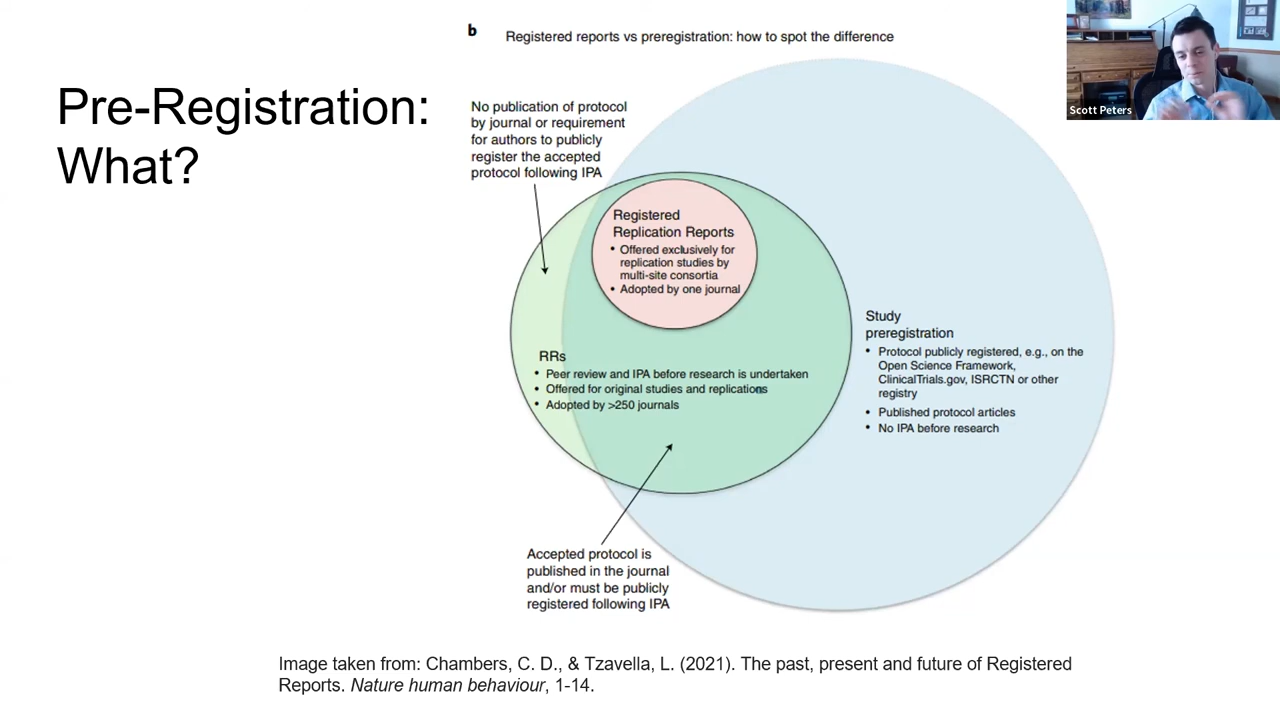 Pre-Registration:
What?
b
Registered reports vs preregistration: how to spot the difference
Scott Peters
No publication of protocol
by journal or requirement
for authors to publicly
register the accepted
protocol following IPA
Registered
Replication Reports
• Offered exclusively for
replication studies by
multi-site consortia
• Adopted by one journal
RRs
• Peer review and IPA before research is undertaken
• Offered for original studies and replications
• Adopted by >250 journals
Study
preregistration
• Protocol publicly registered, e.g., on the
Open Science Framework,
ClinicalTrials.gov, ISRCTN or other
registry
• Published protocol articles
• No IPA before research
Accepted protocol is
published in the journal
and/or must be publicly
registered following IPA
Image taken from: Chambers, C. D., & Tzavella, L. (2021). The past, present and future of Registered
Reports. Nature human behaviour, 1-14.